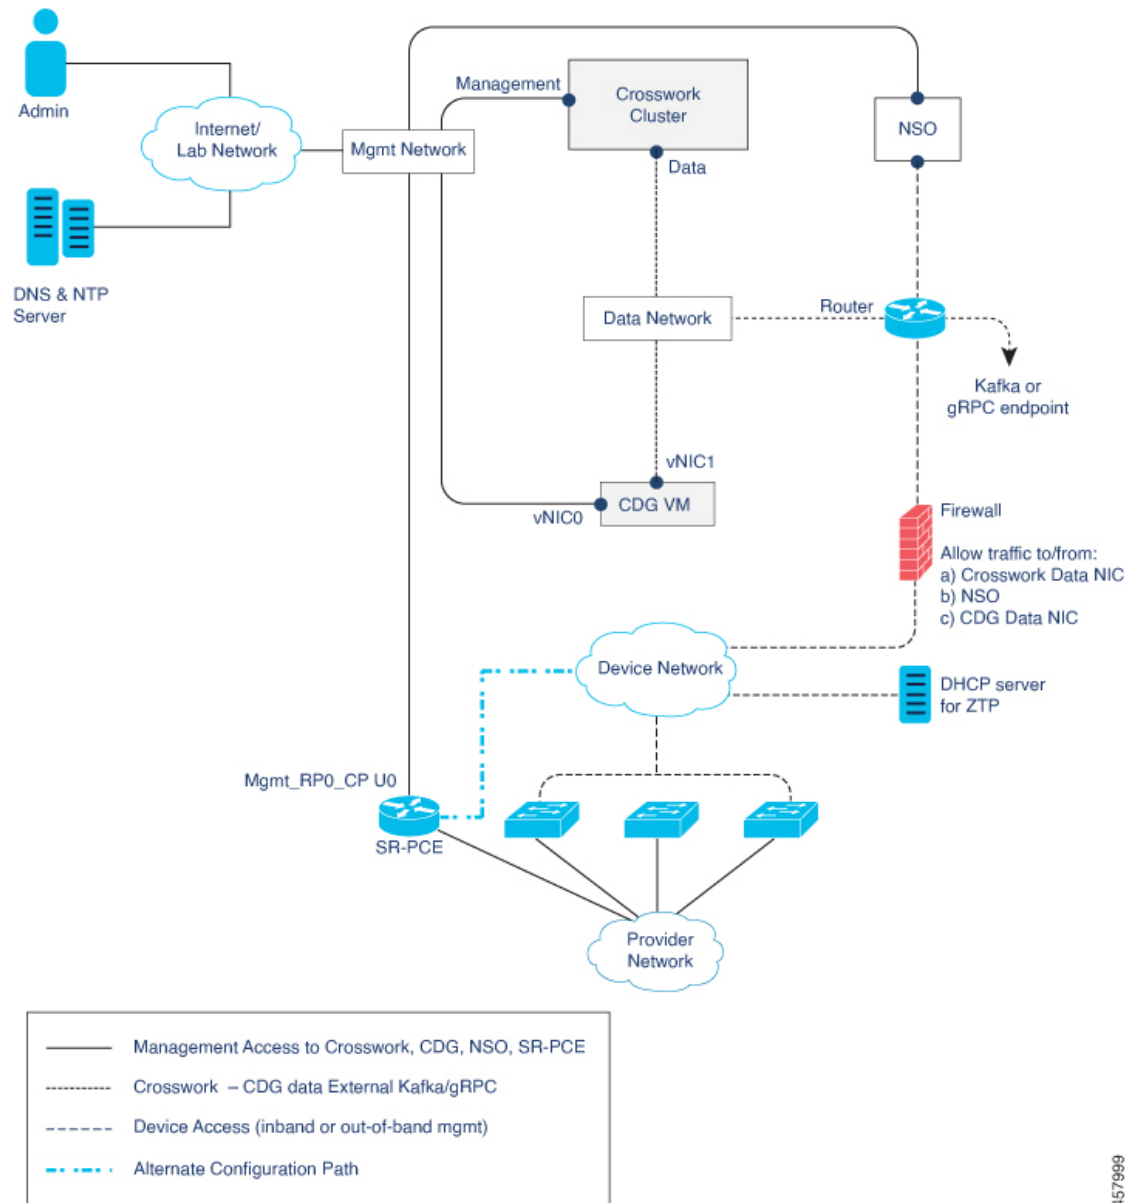 Admin
Internet/
Lab Network
DNS & NTP
Server
Mgmt Network
Management
Crosswork
Cluster
Data
NSO
Data Network
Router
Kafka or
gRPC endpoint
vNIC1
CDG VM
vNIC0
Firewall
Allow traffic to/from:
a) Crosswork Data NIC
b) NSO
c) CDG Data NIC
Device Network
DHCP server
for ZTP
Mgmt_RP0_CP U0
SR-PCE
Provider
Network
Management Access to Crosswork, CDG, NSO, SR-PCE
Crosswork – CDG data External Kafka/gRPC
Device Access (inband or out-of-band mgmt)
Alternate Configuration Path